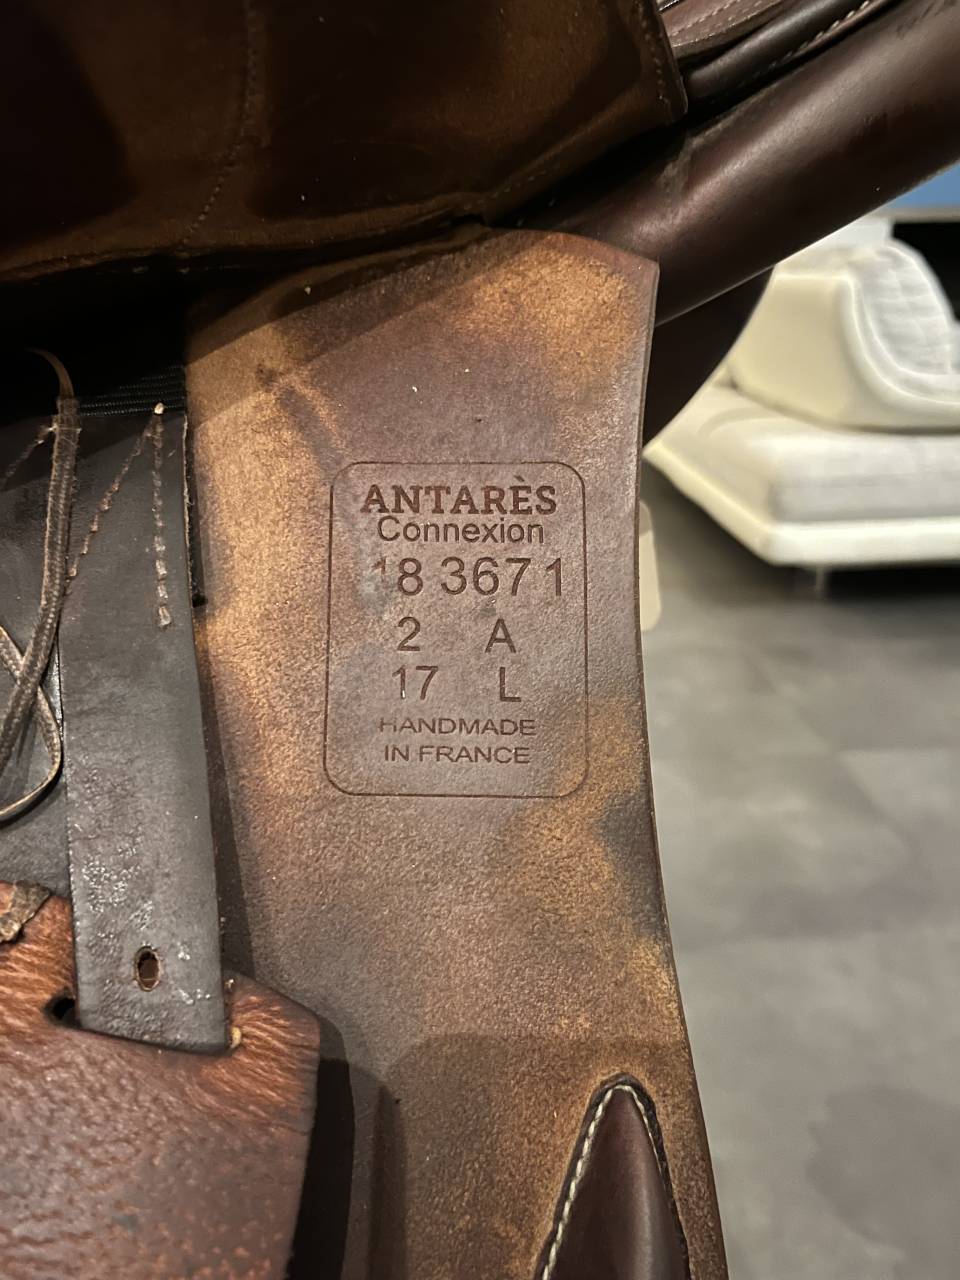 ANTARÈS
Connexion
18 3671
2 A
17 L
HANDMADE
IN FRANCE